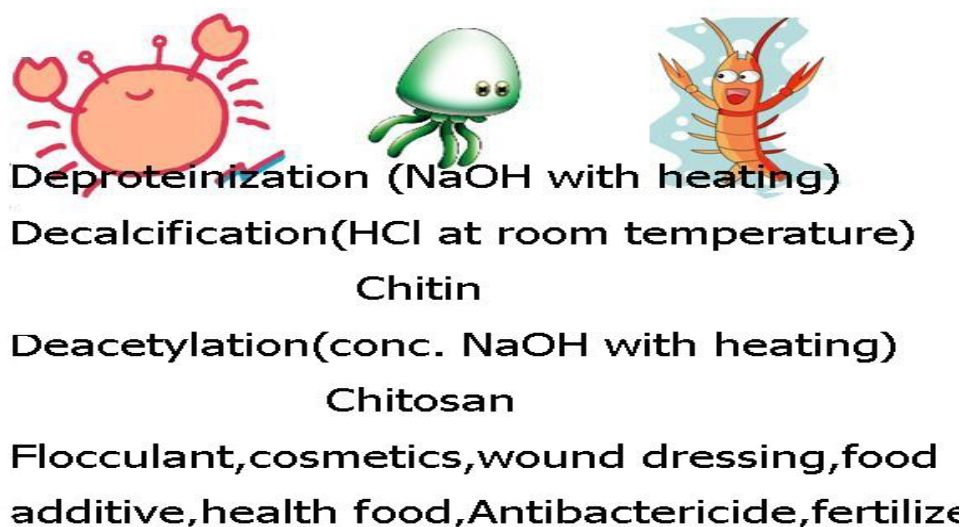 Deproteinization (NaOH with heating)
Decalcification(HCl at room temperature)
Chitin
Deacetylation(conc. NaOH with heating)
Chitosan
Flocculant,cosmetics,wound dressing,food
additive,health food,Antibactericide,fertilize